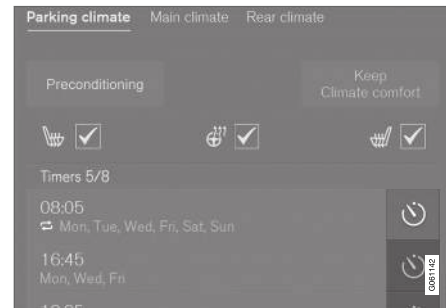 Parking climate Main climate Rear climate
Preconditioning
Keep
Climate comfort
Timers 5/8
08:05
Mon, Tue, Wed, Fri, Sat, Sun
16:45
Mon, Wed, Fri
G061142